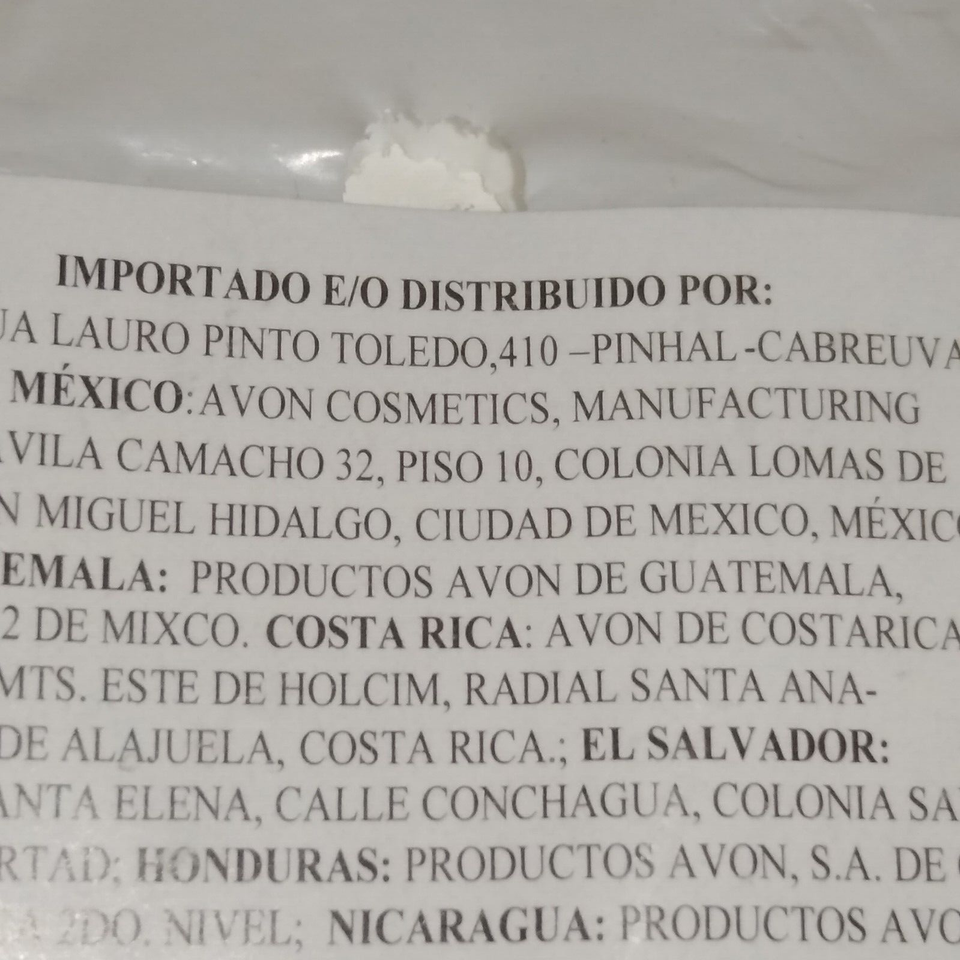 IMPORTADO E/O DISTRIBUIDO POR:
LAURO PINTO TOLEDO,410 –PINHAL -CABREUVA
MÉXICO:AVON COSMETICS, MANUFACTURING
VILA CAMACHO 32, PISO 10, COLONIA LOMAS DE
N MIGUEL HIDALGO, CIUDAD DE MEXICO, MÉXICO
EMALA: PRODUCTOS AVON DE GUATEMALA,
2 DE MIXCO. COSTA RICA: AVON DE COSTARICA
MTS. ESTE DE HOLCIM, RADIAL SANTA ANA-
DE ALAJUELA, COSTA RICA.; EL SALVADOR:
ANTA ELENA, CALLE CONCHAGUA, COLONIA SA
RTAD; HONDURAS: PRODUCTOS AVON, S.A. DE
2DO. NIVEL; NICARAGUA: PRODUCTOS AVO